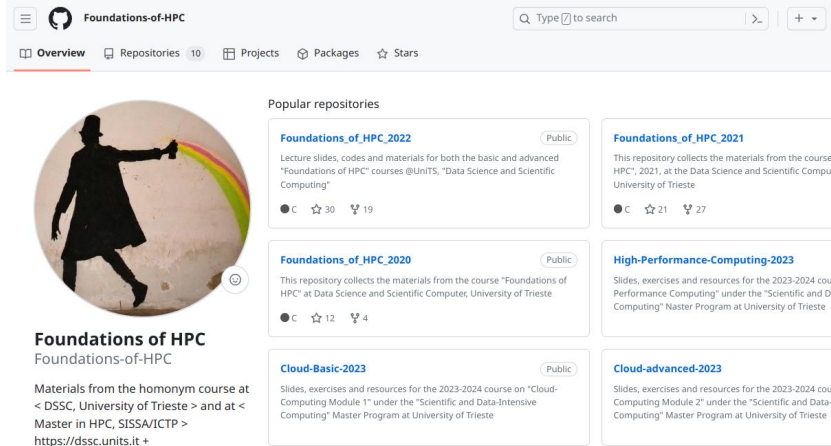 Foundations-of-HPC
Type / to search
Overview
Repositories 10
Projects
Packages
Stars
Popular repositories
Foundations_of_HPC_2022
Public
Lecture slides, codes and materials for both the basic and advanced
"Foundations of HPC" courses @UniTS, "Data Science and Scientific
Computing"
C 30 19
Foundations_of_HPC_2021
This repository collects the materials from the course
HPC", 2021, at the Data Science and Scientific Compu
University of Trieste
C 21 27
Foundations_of_HPC_2020
Public
This repository collects the materials from the course "Foundations of
HPC" at Data Science and Scientific Computer, University of Trieste
C 12 4
High-Performance-Computing-2023
Slides, exercises and resources for the 2023-2024 cou
Performance Computing" under the "Scientific and D
Computing" Naster Program at University of Trieste
Cloud-Basic-2023
Public
Slides, exercises and resources for the 2023-2024 course on "Cloud-
Computing Module 1" under the "Scientific and Data-Intensive
Computing" Master Program at University of Trieste
Cloud-advanced-2023
Slides, exercises and resources for the 2023-2024 cou
Computing Module 2" under the "Scientific and Data-
Computing" Master Program at University of Trieste
Foundations of HPC
Foundations-of-HPC
Materials from the homonym course at
< DSSC, University of Trieste > and at <
Master in HPC, SISSA/ICTP >
https://dssc.units.it +